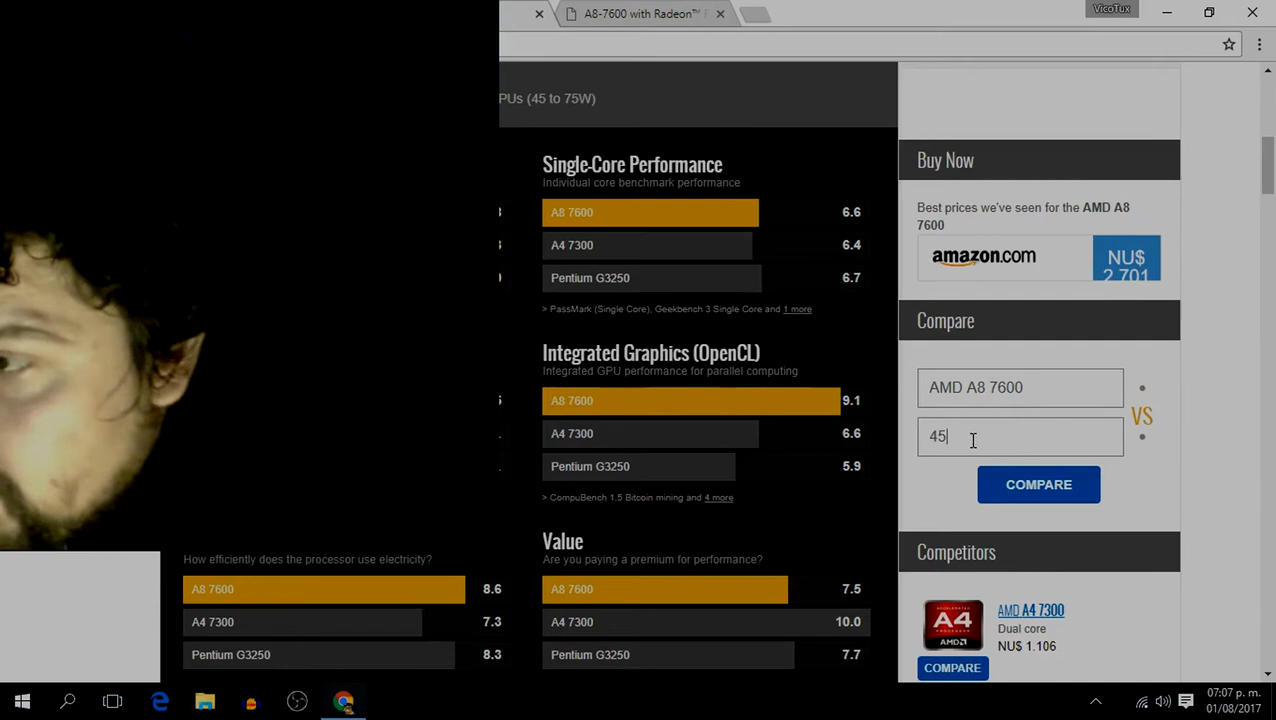 A8-7600 with Radeon™
VicoTux
PUs (45 to 75W)
Single-Core Performance
Individual core benchmark performance
A8 7600 6.6
A4 7300 6.4
Pentium G3250 6.7
> PassMark (Single Core), Geekbench 3 Single Core and 1 more
Integrated Graphics (OpenCL)
Integrated GPU performance for parallel computing
A8 7600 9.1
A4 7300 6.6
Pentium G3250 5.9
> CompuBench 1.5 Bitcoin mining and 4 more
How efficiently does the processor use electricity?
A8 7600 8.6
A4 7300 7.3
Pentium G3250 8.3
Value
Are you paying a premium for performance?
A8 7600 7.5
A4 7300 10.0
Pentium G3250 7.7
Buy Now
Best prices we've seen for the AMD A8
7600
amazon.com NU$
2.701
Compare
AMD A8 7600
VS
45
COMPARE
Competitors
A4
AMD
AMD A4 7300
Dual core
NU$ 1.106
COMPARE
07:07 p. m.
01/08/2017